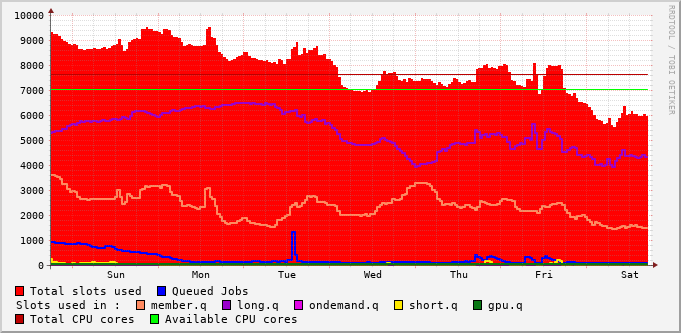 10000
9000
8000
7000
6000
5000
4000
3000
2000
1000
0
Sun Mon Tue Wed Thu Fri Sat
RRDTOOL / TOBI OETIKER
Total slots used Queued Jobs
Slots used in : member.q long.q ondemand.q short.q gpu.q
Total CPU cores Available CPU cores